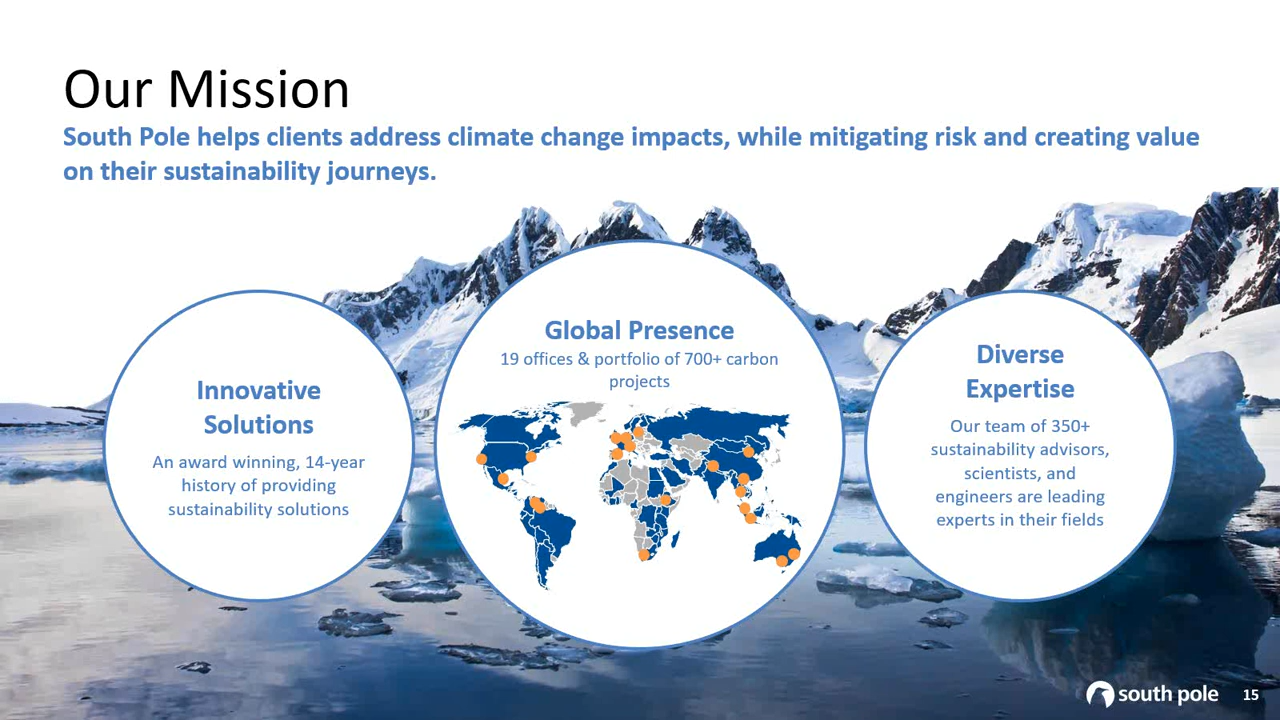 Our Mission
South Pole helps clients address climate change impacts, while mitigating risk and creating value
on their sustainability journeys.
Innovative
Solutions
An award winning, 14-year
history of providing
sustainability solutions
Global Presence
19 offices & portfolio of 700+ carbon
projects
Diverse
Expertise
Our team of 350+
sustainability advisors,
scientists, and
engineers are leading
experts in their fields
south pole
15